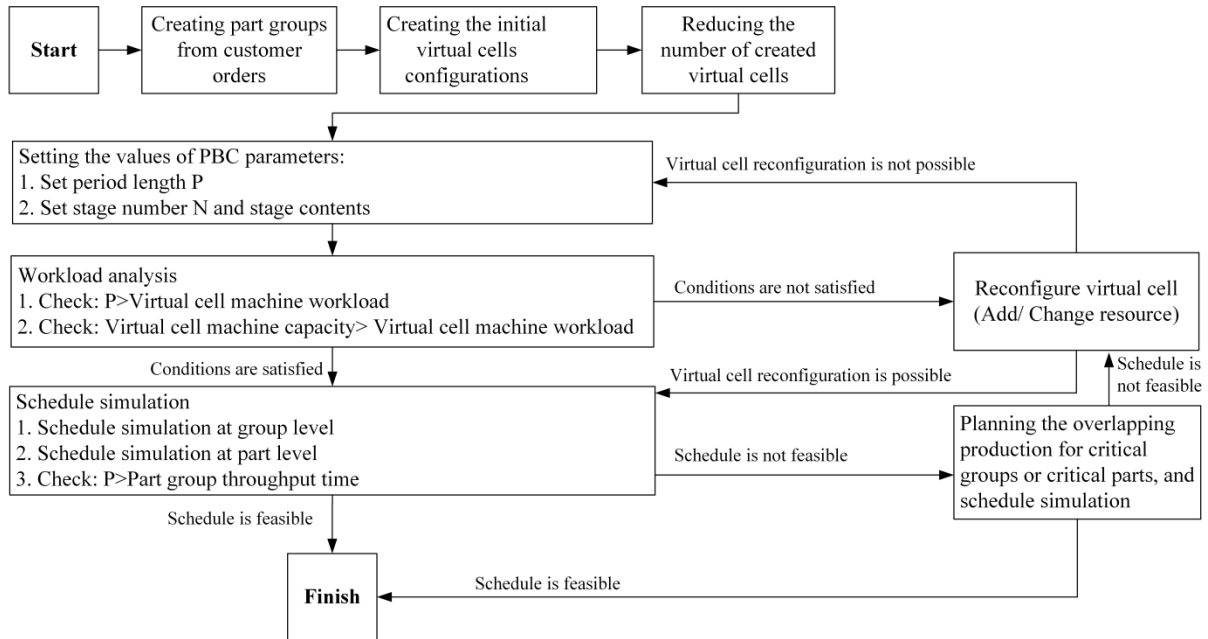 Start
Creating part groups
from customer
orders
Creating the initial
virtual cells
configurations
Reducing the
number of created
virtual cells
Setting the values of PBC parameters:
1. Set period length P
2. Set stage number N and stage contents
Virtual cell reconfiguration is not possible
Workload analysis
1. Check: P>Virtual cell machine workload
2. Check: Virtual cell machine capacity> Virtual cell machine workload
Conditions are not satisfied
Reconfigure virtual cell
(Add/ Change resource)
Conditions are satisfied
Virtual cell reconfiguration is possible
Schedule is
not feasible
Schedule simulation
1. Schedule simulation at group level
2. Schedule simulation at part level
3. Check: P>Part group throughput time
Schedule is not feasible
Planning the overlapping
production for critical
groups or critical parts, and
schedule simulation
Schedule is feasible
Finish
Schedule is feasible